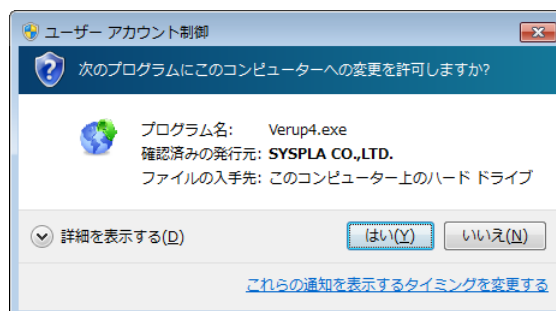 ユーザー アカウント制御
次のプログラムにこのコンピューターへの変更を許可しますか?
プログラム名: Verup4.exe
確認済みの発行元: SYSPLA CO.,LTD.
ファイルの入手先: このコンピューター上のハード ドライブ
詳細を表示する(D)
はい(Y)
いいえ(N)
これらの通知を表示するタイミングを変更する